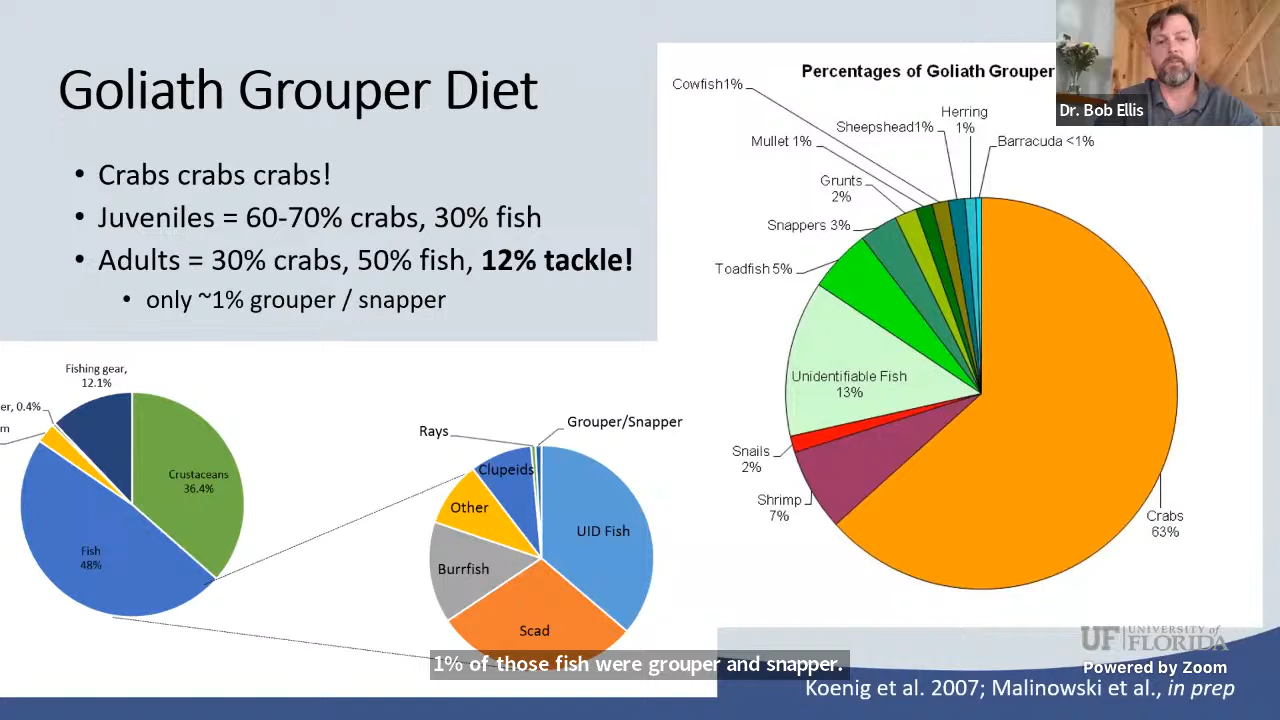 Goliath Grouper Diet
• Crabs crabs crabs!
• Juveniles = 60-70% crabs, 30% fish
• Adults = 30% crabs, 50% fish, 12% tackle!
• only ~1% grouper / snapper
Percentages of Goliath Grouper
Dr. Bob Ellis
Cowfish1%
Herring
1%
Sheepshead1%
Mullet 1%
Barracuda <1%
Grunts
2%
Snappers 3%
Toadfish 5%
Unidentifiable Fish
13%
Snails
2%
Shrimp
7%
Crabs
63%
Fishing gear,
12.1%
er, 0.4%
m
Crustaceans
36.4%
Fish
48%
Rays
Grouper/Snapper
Clupeids
Other
UID Fish
Burrfish
Scad
1% of those fish were grouper and snapper.
UF UNIVERSITY of
FLORIDA
Powered by Zoom
Koenig et al. 2007; Malinowski et al., in prep